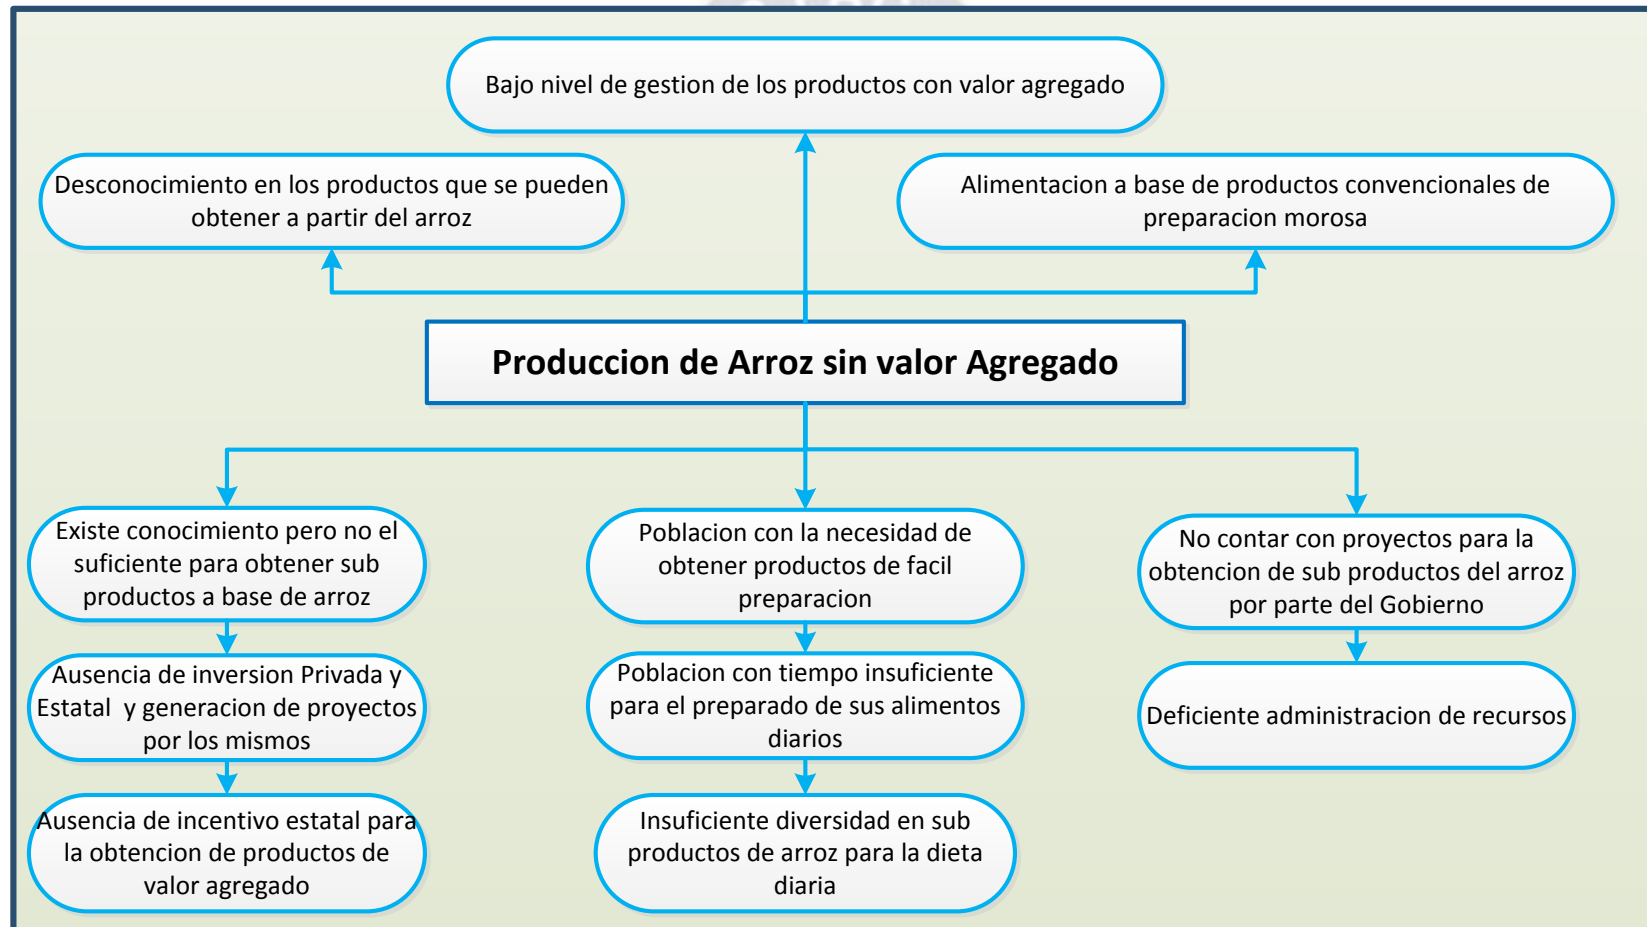 Bajo nivel de gestion de los productos con valor agregado
Desconocimiento en los productos que se pueden
obtener a partir del arroz
Alimentacion a base de productos convencionales de
preparacion morosa
Produccion de Arroz sin valor Agregado
Existe conocimiento pero no el
suficiente para obtener sub
productos a base de arroz
Poblacion con la necesidad de
obtener productos de facil
preparacion
No contar con proyectos para la
obtencion de sub productos del arroz
por parte del Gobierno
Ausencia de inversion Privada y
Estatal  y generacion de proyectos
por los mismos
Poblacion con tiempo insuficiente
para el preparado de sus alimentos
diarios
Deficiente administracion de recursos
Ausencia de incentivo estatal para
la obtencion de productos de
valor agregado
Insuficiente diversidad en sub
productos de arroz para la dieta
diaria